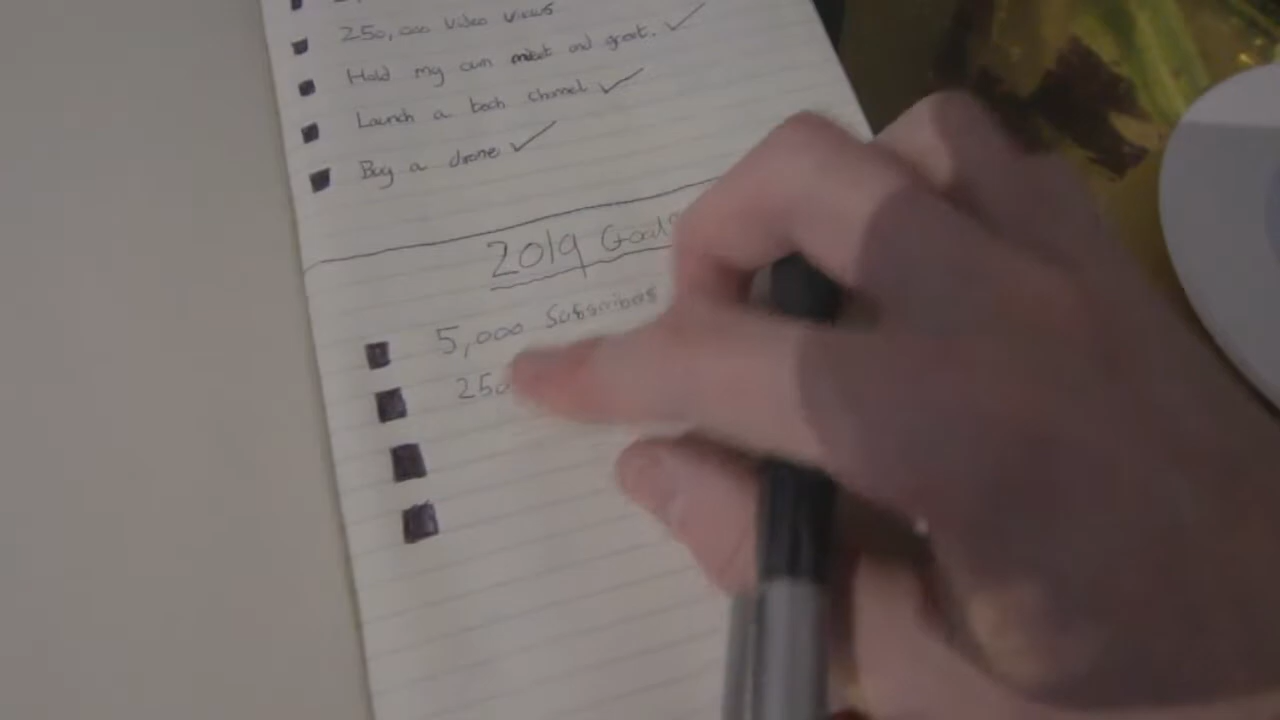 250,000 Video Views
Hold my own meet and great. ✓
Launch a tech channel ✓
Buy a drone ✓
2019 Goals
5,000 Subscribers
250